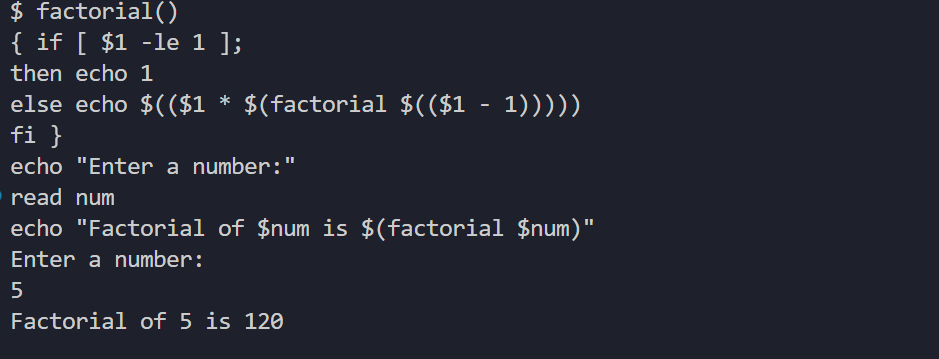 $ factorial()
{ if [ $1 -le 1 ];
then echo 1
else echo $(($1 * $(factorial $(($1 - 1)))))
fi }
echo "Enter a number:"
read num
echo "Factorial of $num is $(factorial $num)"
Enter a number:
5
Factorial of 5 is 120